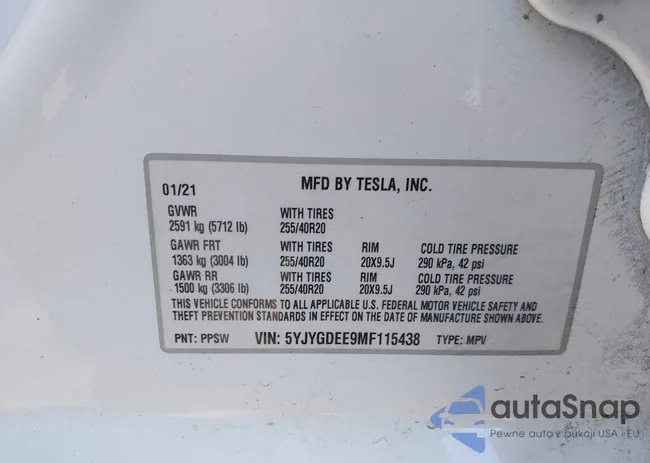 01/21 MFD BY TESLA, INC.
GVWR WITH TIRES
2591 kg (5712 lb) 255/40R20
GAWR FRT WITH TIRES RIM COLD TIRE PRESSURE
1363 kg (3004 lb) 255/40R20 20X9.5J 290 kPa, 42 psi
GAWR RR WITH TIRES RIM COLD TIRE PRESSURE
1500 kg (3306 lb) 255/40R20 20X9.5J 290 kPa, 42 psi
THIS VEHICLE CONFORMS TO ALL APPLICABLE U.S. FEDERAL MOTOR VEHICLE SAFETY AND
THEFT PREVENTION STANDARDS IN EFFECT ON THE DATE OF MANUFACTURE SHOWN ABOVE.
PNT: PPSW VIN: 5YJYGDEE9MF115438 TYPE: MPV
autaSnap
Pewne auta z aukcji USA i EU